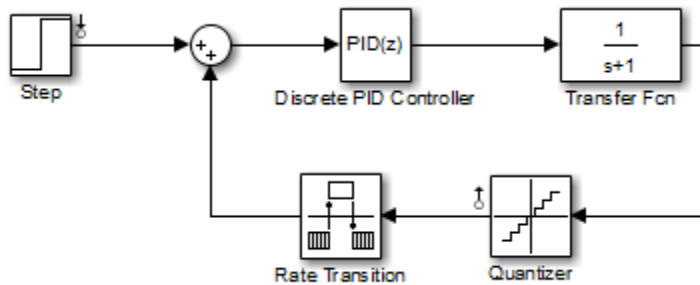 +
+
PID(z)
1
s+1
Step
Discrete PID Controller
Transfer Fcn
Rate Transition
Quantizer